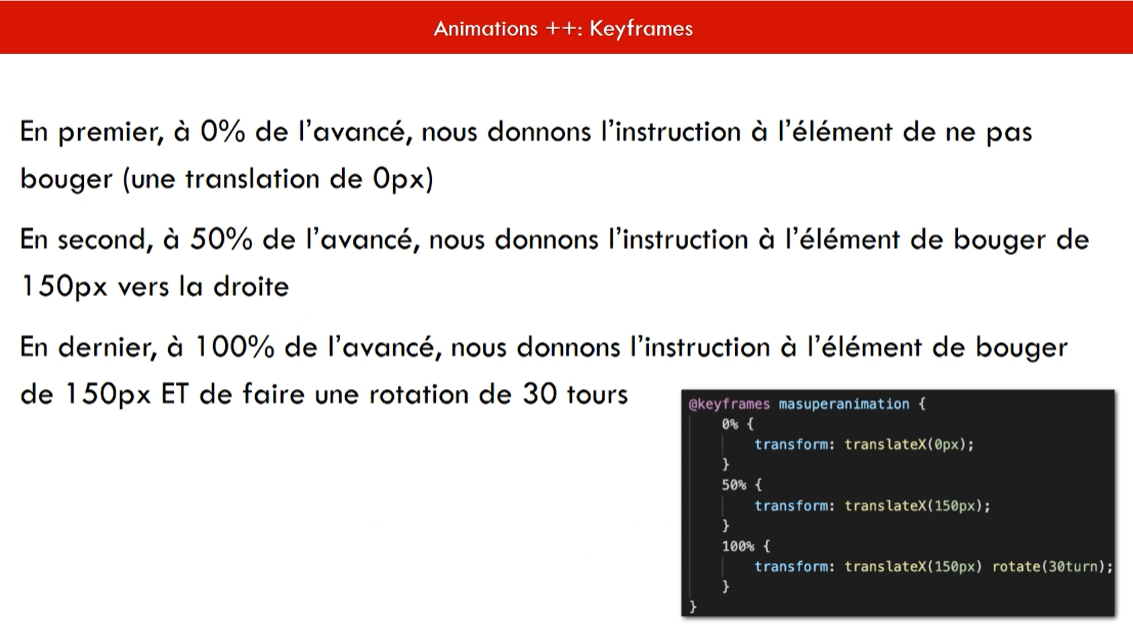 Animations ++: Keyframes
En premier, à 0% de l'avancé, nous donnons l'instruction à l'élément de ne pas
bouger (une translation de 0px)
En second, à 50% de l'avancé, nous donnons l'instruction à l'élément de bouger de
150px vers la droite
En dernier, à 100% de l'avancé, nous donnons l'instruction à l'élément de bouger
de 150px ET de faire une rotation de 30 tours
@keyframes masuperanimation {
    0% {
        transform: translateX(0px);
    }
    50% {
        transform: translateX(150px);
    }
    100% {
        transform: translateX(150px) rotate(30turn);
    }
}